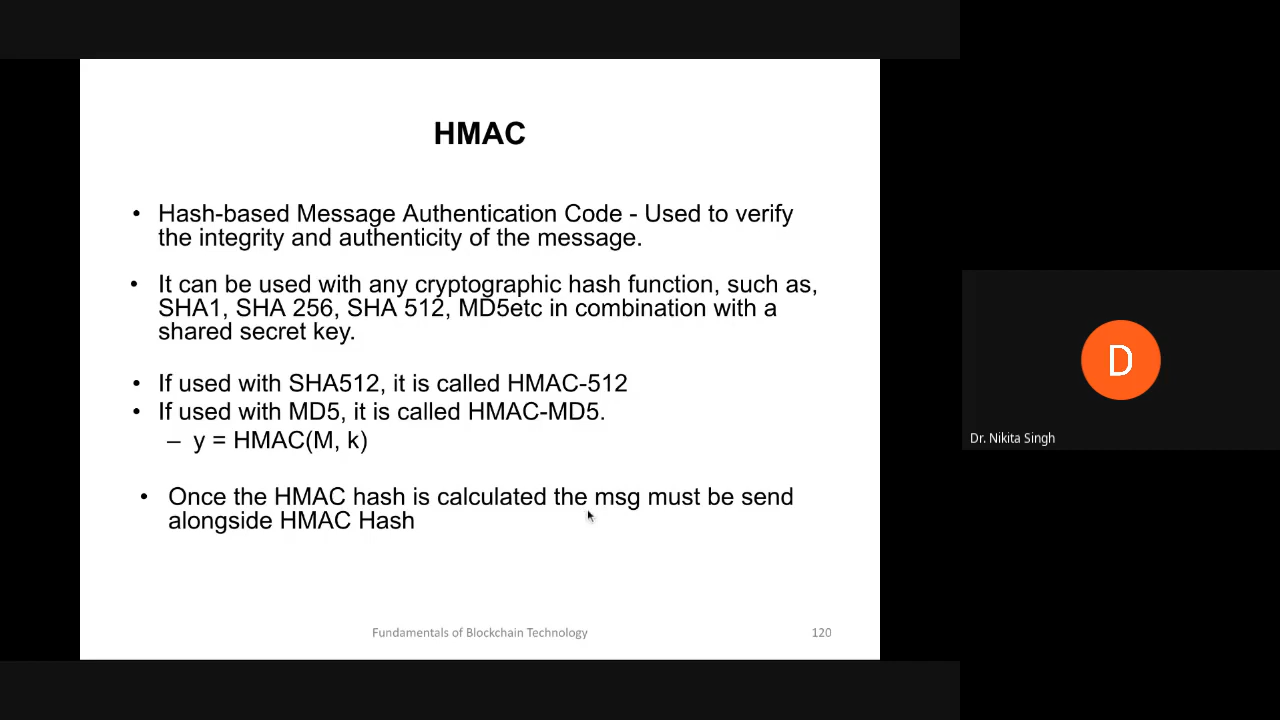 HMAC
• Hash-based Message Authentication Code - Used to verify
the integrity and authenticity of the message.
• It can be used with any cryptographic hash function, such as,
SHA1, SHA 256, SHA 512, MD5etc in combination with a
shared secret key.
• If used with SHA512, it is called HMAC-512
• If used with MD5, it is called HMAC-MD5.
– y = HMAC(M, k)
• Once the HMAC hash is calculated the msg must be send
alongside HMAC Hash
Fundamentals of Blockchain Technology
120
D
Dr. Nikita Singh